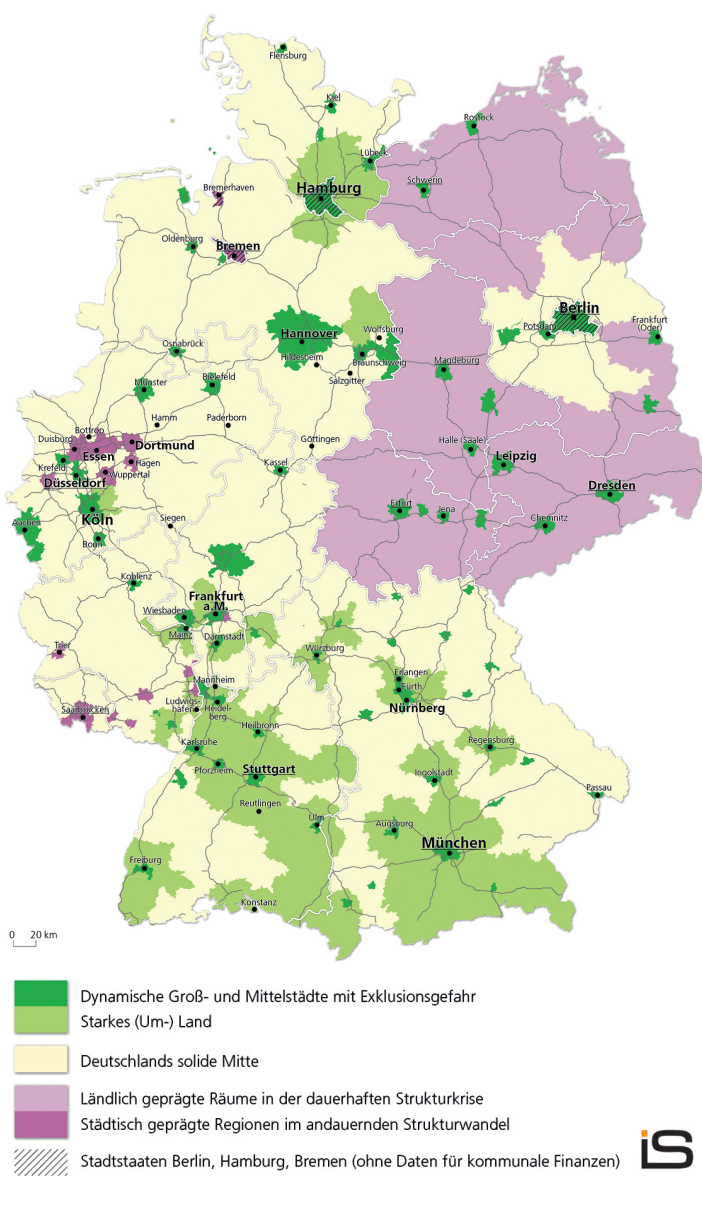 Flensburg
Kiel
Rostock
Lübeck
Schwerin
Hamburg
Bremerhaven
Oldenburg
Bremen
Berlin
Potsdam
Frankfurt
(Oder)
Hannover
Wolfsburg
Osnabrück
Hildesheim
Braunschweig
Salzgitter
Magdeburg
Münster
Bielefeld
Hamm
Paderborn
Bottrop
Duisburg
Dortmund
Essen
Göttingen
Halle (Saale)
Leipzig
Krefeld
Hagen
Wuppertal
Kassel
Düsseldorf
Dresden
Köln
Aachen
Siegen
Erfurt
Jena
Chemnitz
Bonn
Koblenz
Frankfurt
a.M.
Wiesbaden
Mainz
Darmstadt
Trier
Würzburg
Mannheim
Erlangen
Fürth
Saarbrücken
Ludwigs-
hafen
Heidel-
berg
Nürnberg
Heilbronn
Karlsruhe
Regensburg
Pforzheim
Stuttgart
Ingolstadt
Passau
Reutlingen
Ulm
Augsburg
München
Freiburg
Konstanz
0 20 km
Dynamische Groß- und Mittelstädte mit Exklusionsgefahr
Starkes (Um-) Land
Deutschlands solide Mitte
Ländlich geprägte Räume in der dauerhaften Strukturkrise
Städtisch geprägte Regionen im andauernden Strukturwandel
Stadtstaaten Berlin, Hamburg, Bremen (ohne Daten für kommunale Finanzen)
iS